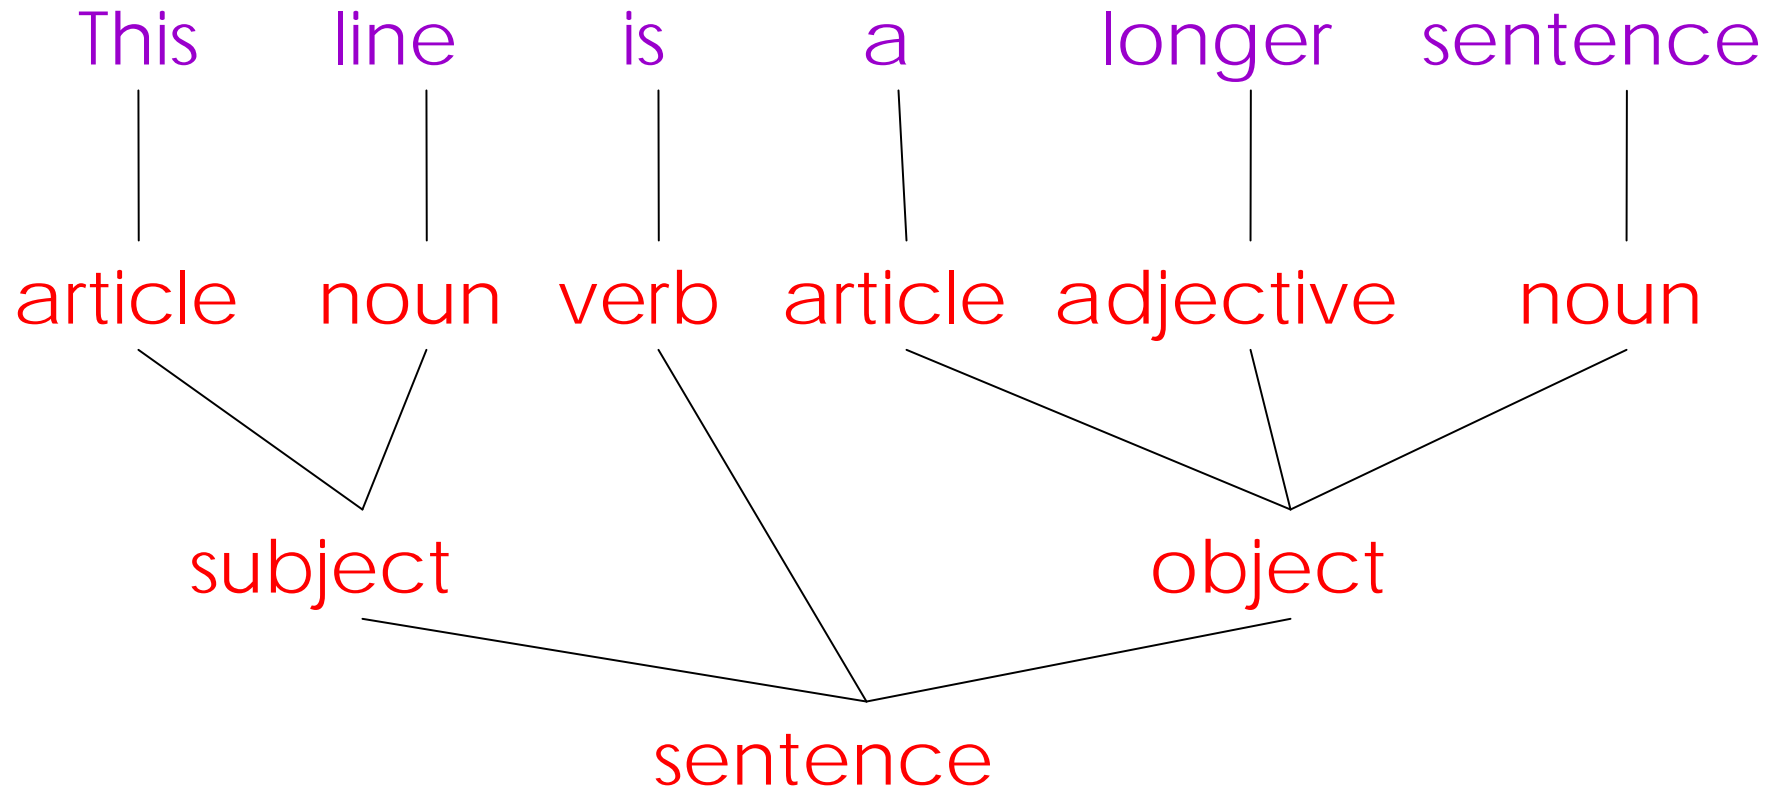 This line is a longer sentence
article noun verb article adjective noun
subject object
sentence